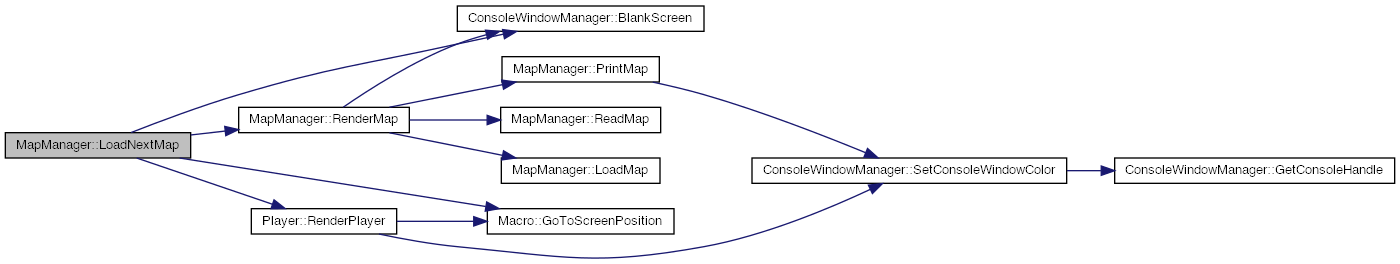 ConsoleWindowManager::BlankScreen
MapManager::PrintMap
MapManager::RenderMap
MapManager::ReadMap
MapManager::LoadNextMap
MapManager::LoadMap
ConsoleWindowManager::SetConsoleWindowColor
ConsoleWindowManager::GetConsoleHandle
Player::RenderPlayer
Macro::GoToScreenPosition